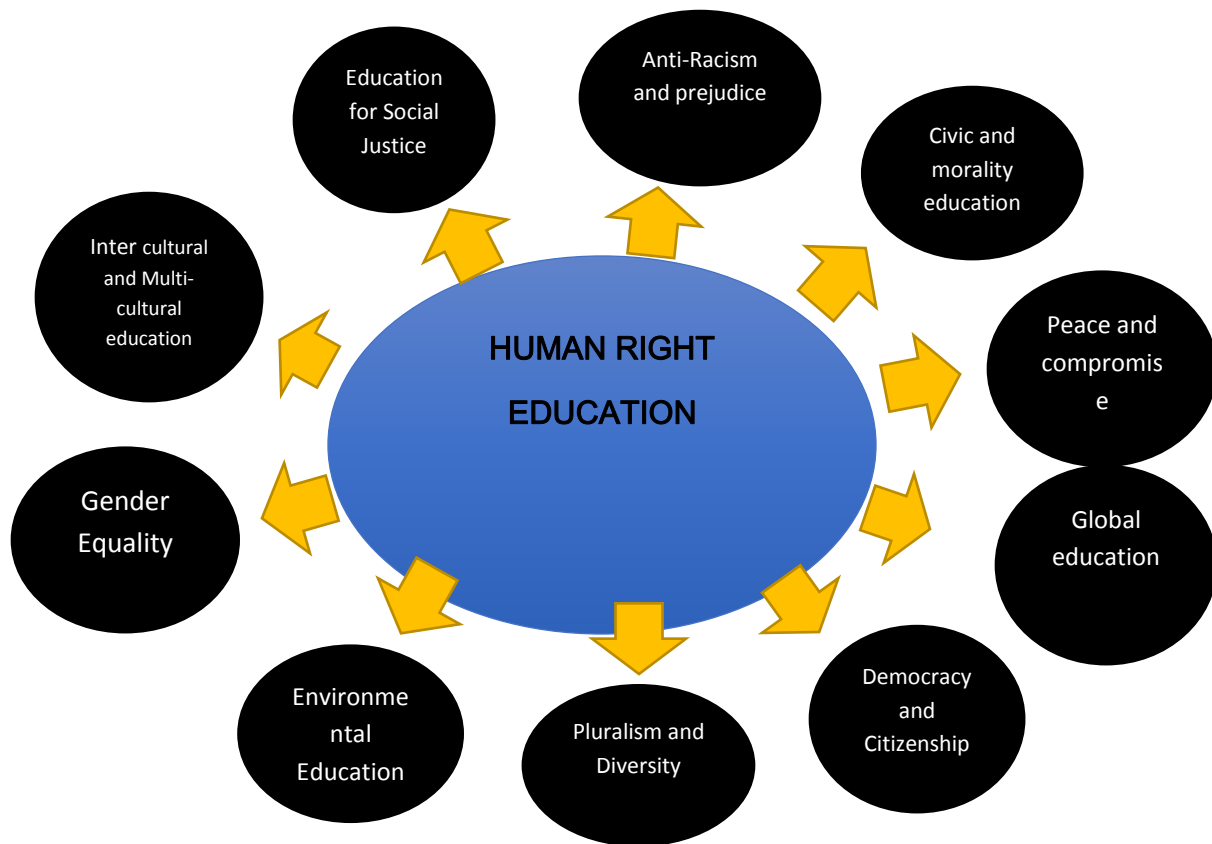 Education
for Social
Justice
Anti-Racism
and prejudice
Civic and
morality
education
Inter cultural
and Multi-
cultural
education
HUMAN RIGHT
EDUCATION
Peace and
compromis
e
Gender
Equality
Global
education
Environme
ntal
Education
Pluralism and
Diversity
Democracy
and
Citizenship